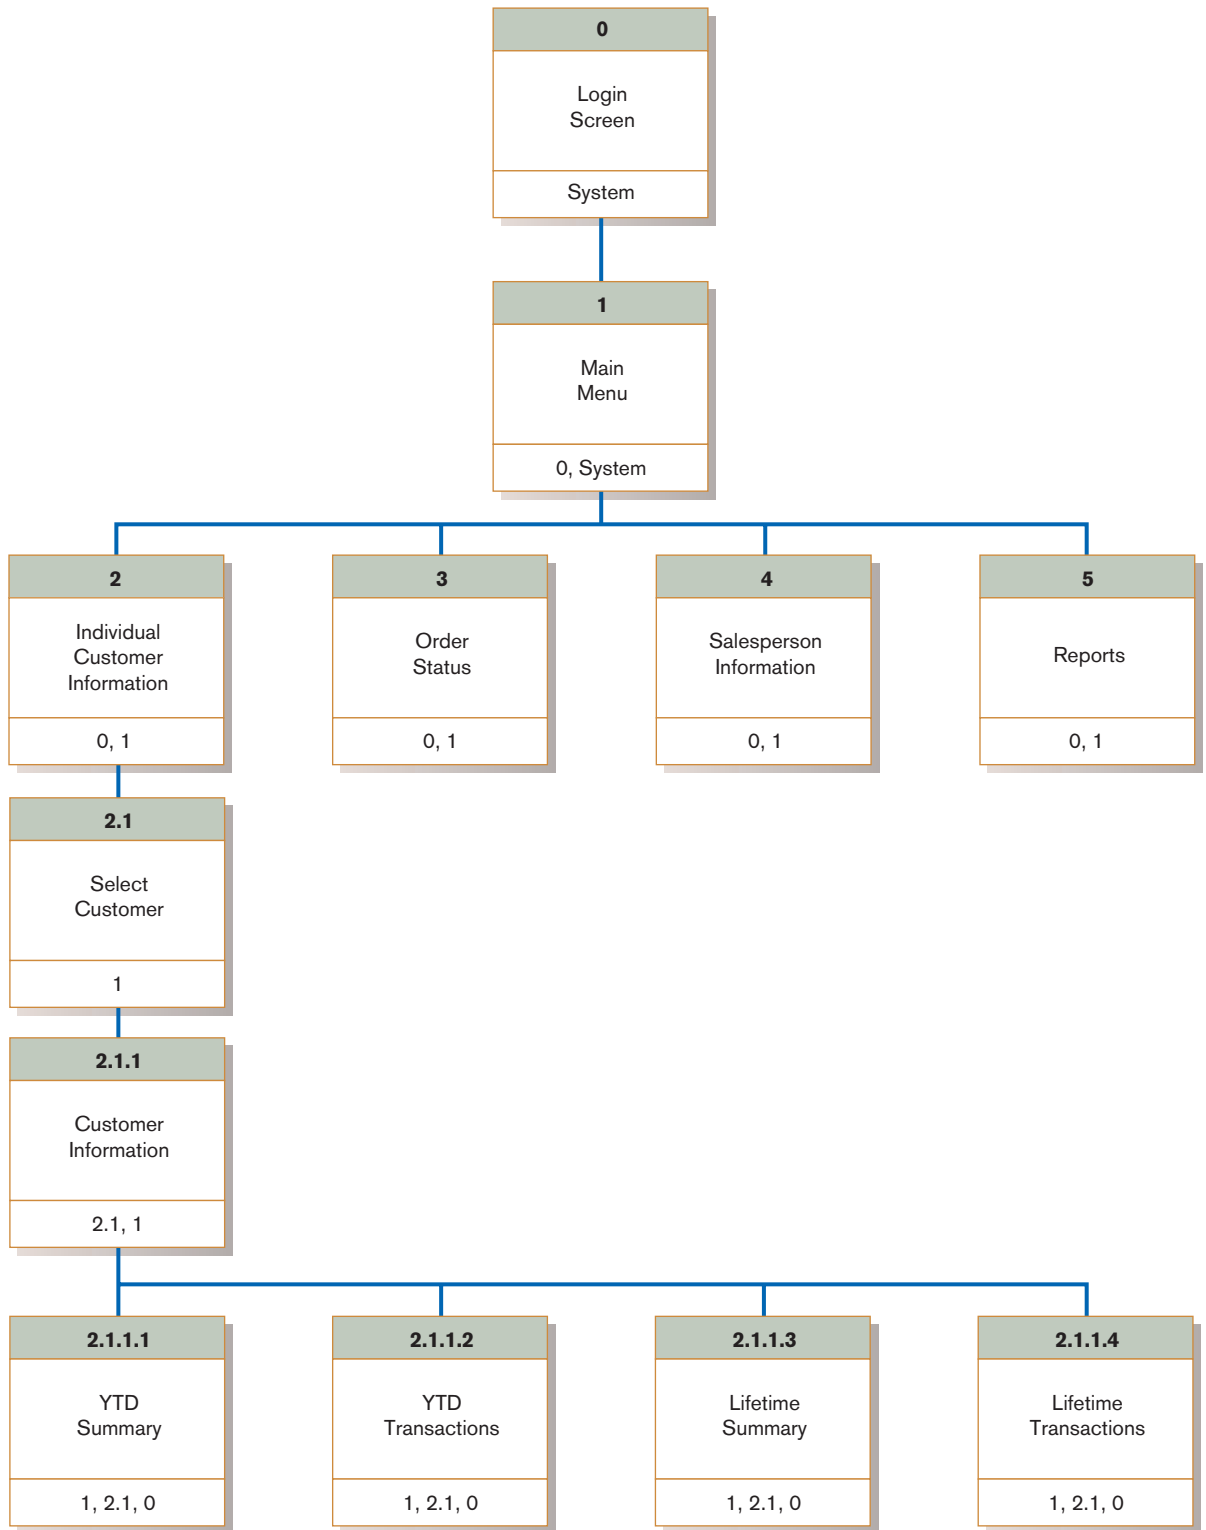 0
Login
Screen
System
1
Main
Menu
0, System
2
Individual
Customer
Information
0, 1
3
Order
Status
0, 1
4
Salesperson
Information
0, 1
5
Reports
0, 1
2.1
Select
Customer
1
2.1.1
Customer
Information
2.1, 1
2.1.1.1
YTD
Summary
1, 2.1, 0
2.1.1.2
YTD
Transactions
1, 2.1, 0
2.1.1.3
Lifetime
Summary
1, 2.1, 0
2.1.1.4
Lifetime
Transactions
1, 2.1, 0